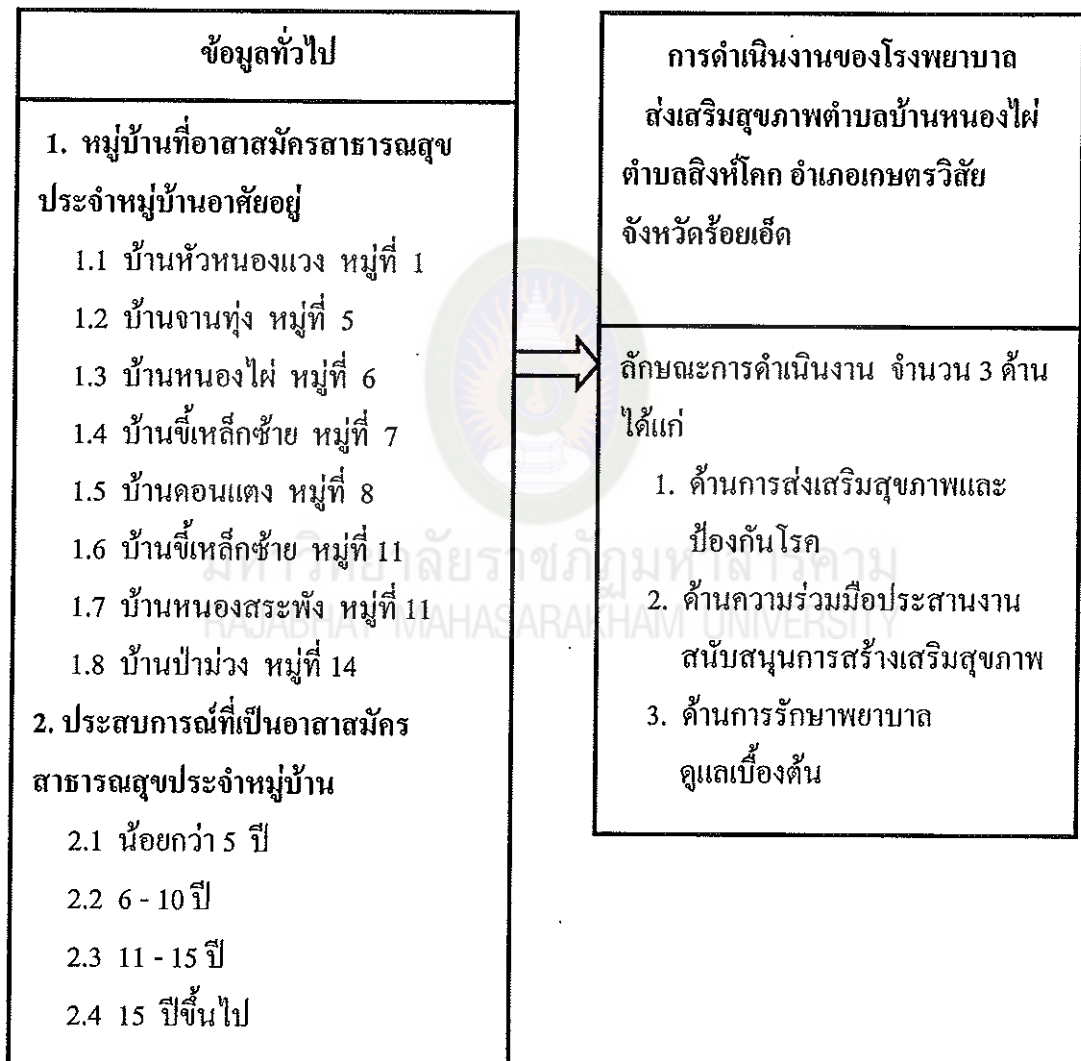 ข้อมูลทั่วไป
1. หมู่บ้านที่อาสาสมัครสาธารณสุข
ประจำหมู่บ้านอาศัยอยู่
1.1 บ้านหัวหนองแวง หมู่ที่ 1
1.2 บ้านจานทุ่ง หมู่ที่ 5
1.3 บ้านหนองไผ่ หมู่ที่ 6
1.4 บ้านขี้เหล็กซ้าย หมู่ที่ 7
1.5 บ้านดอนแตง หมู่ที่ 8
1.6 บ้านขี้เหล็กซ้าย หมู่ที่ 11
1.7 บ้านหนองสระพัง หมู่ที่ 11
1.8 บ้านป่าม่วง หมู่ที่ 14
2. ประสบการณ์ที่เป็นอาสาสมัคร
สาธารณสุขประจำหมู่บ้าน
2.1 น้อยกว่า 5 ปี
2.2 6 - 10 ปี
2.3 11 - 15 ปี
2.4 15 ปีขึ้นไป
การดำเนินงานของโรงพยาบาล
ส่งเสริมสุขภาพตำบลบ้านหนองไผ่
ตำบลสิงห์โคก อำเภอเกษตรวิสัย
จังหวัดร้อยเอ็ด
ลักษณะการดำเนินงาน จำนวน 3 ด้าน
ได้แก่
1. ด้านการส่งเสริมสุขภาพและ
ป้องกันโรค
2. ด้านความร่วมมือประสานงาน
สนับสนุนการสร้างเสริมสุขภาพ
3. ด้านการรักษาพยาบาล
ดูแลเบื้องต้น
มหาวิทยาลัยราชภัฏมหาสารคาม
RAJABHAT MAHASARAKHAM UNIVERSITY